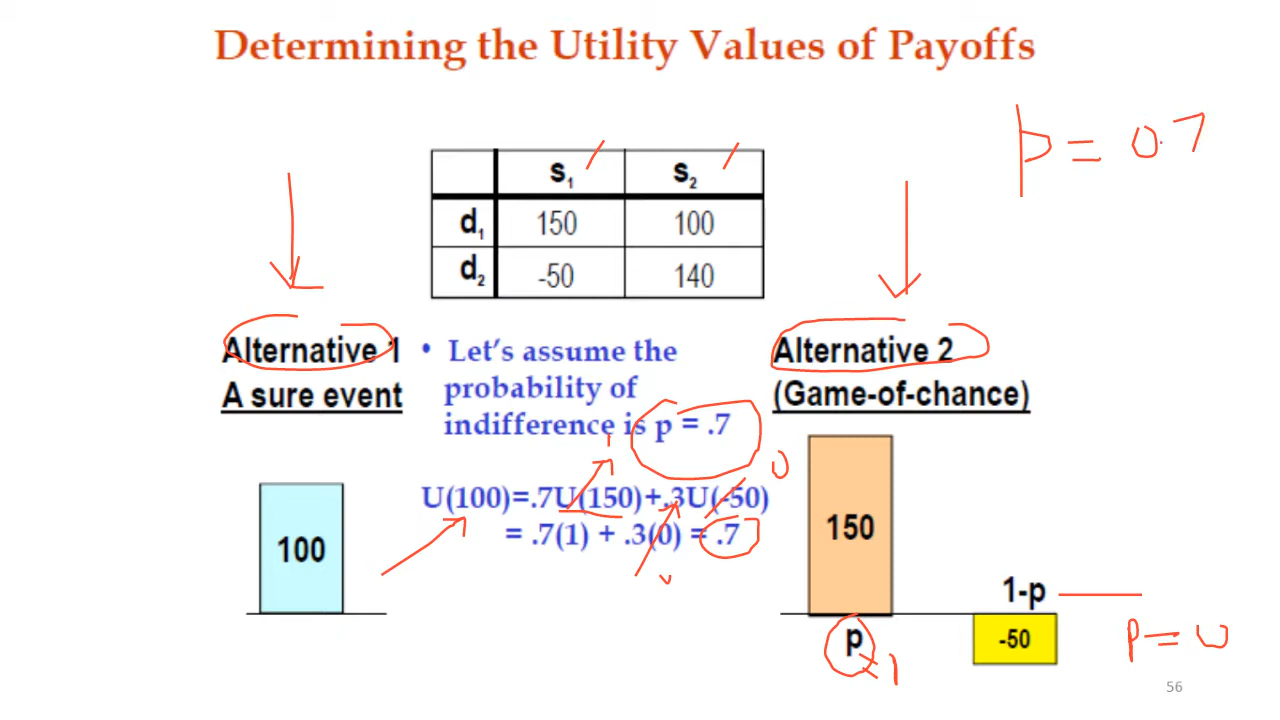 Determining the Utility Values of Payoffs
p = 0.7
s1 s2
d1 150 100
d2 -50 140
Alternative 1
A sure event
• Let's assume the
probability of
indifference is p = .7
Alternative 2
(Game-of-chance)
0
U(100)=.7U(150)+.3U(-50)
= .7(1) + .3(0) = .7
100
150
1-p
p
-50
1
56